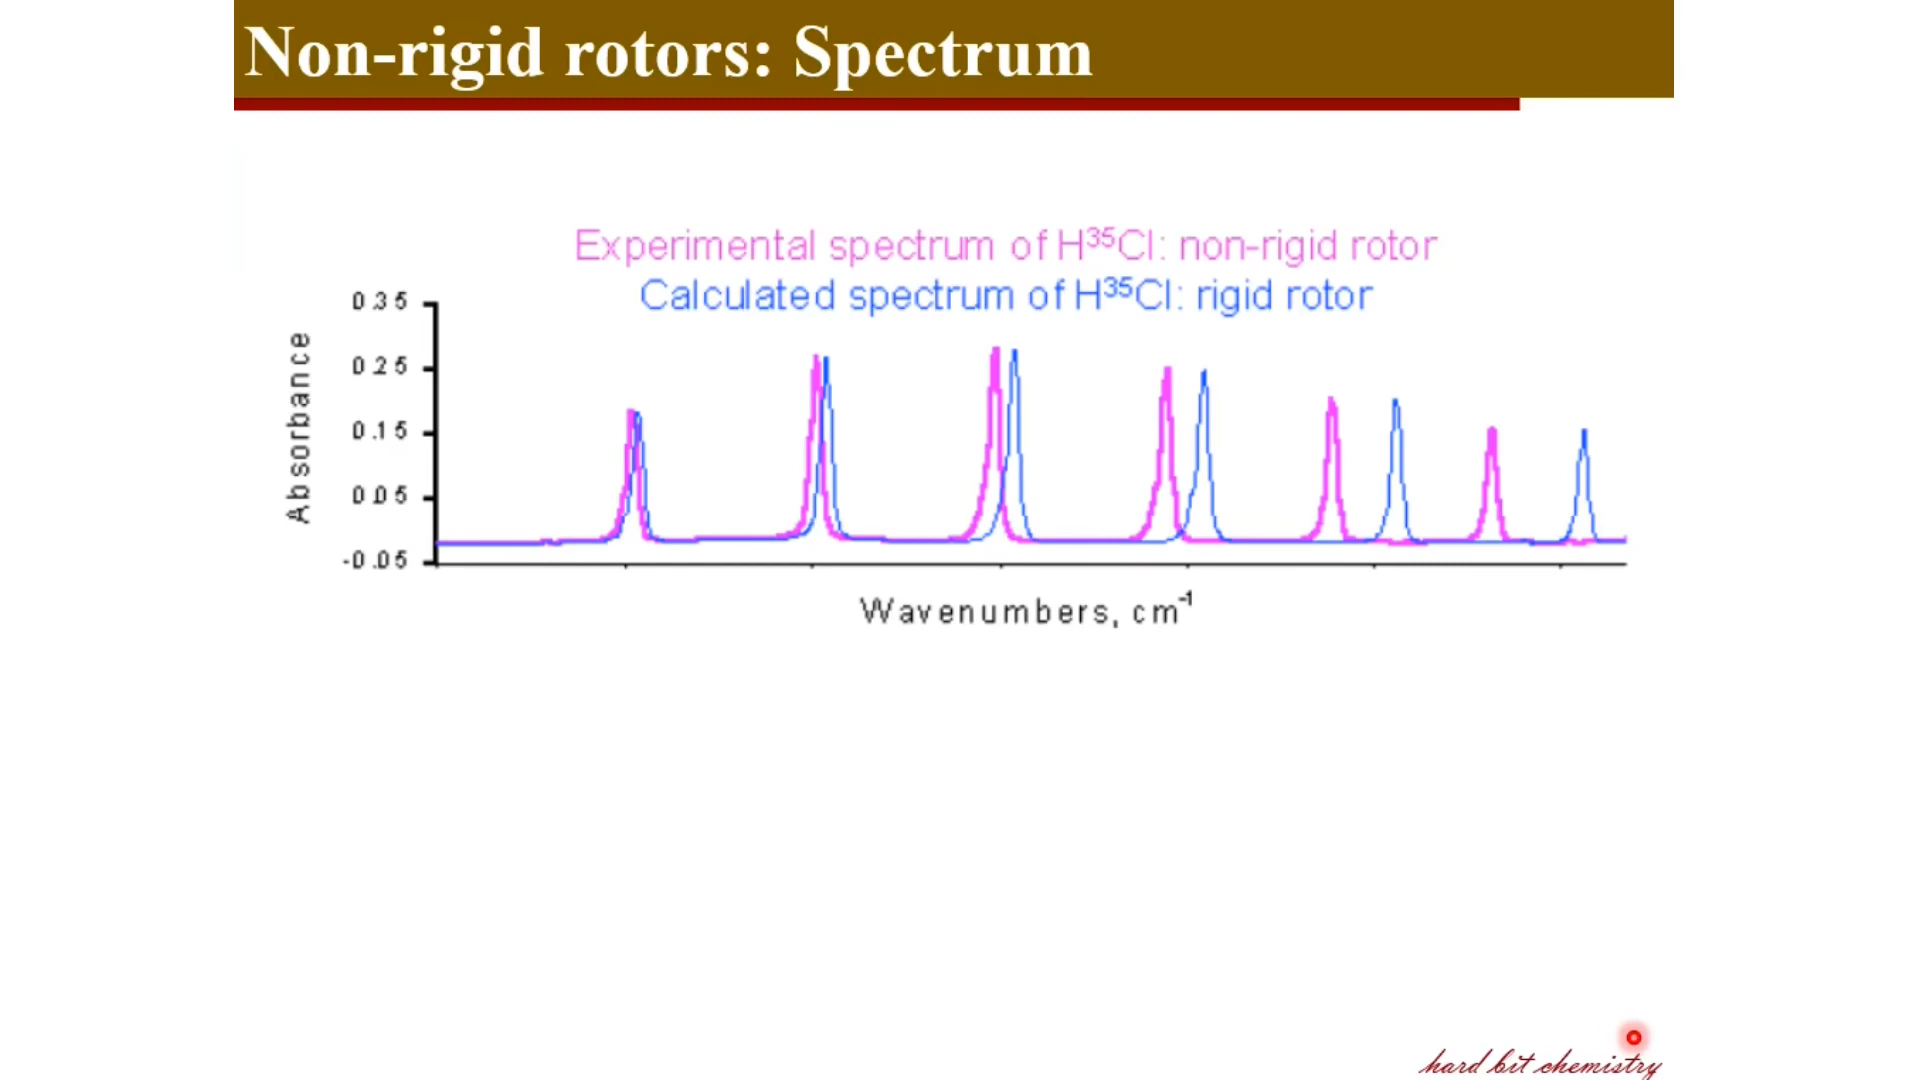 Non-rigid rotors: Spectrum
Experimental spectrum of H³⁵Cl: non-rigid rotor
Calculated spectrum of H³⁵Cl: rigid rotor
0.35
0.25
0.15
0.05
-0.05
Absorbance
Wavenumbers, cm⁻¹
hard bit chemistry